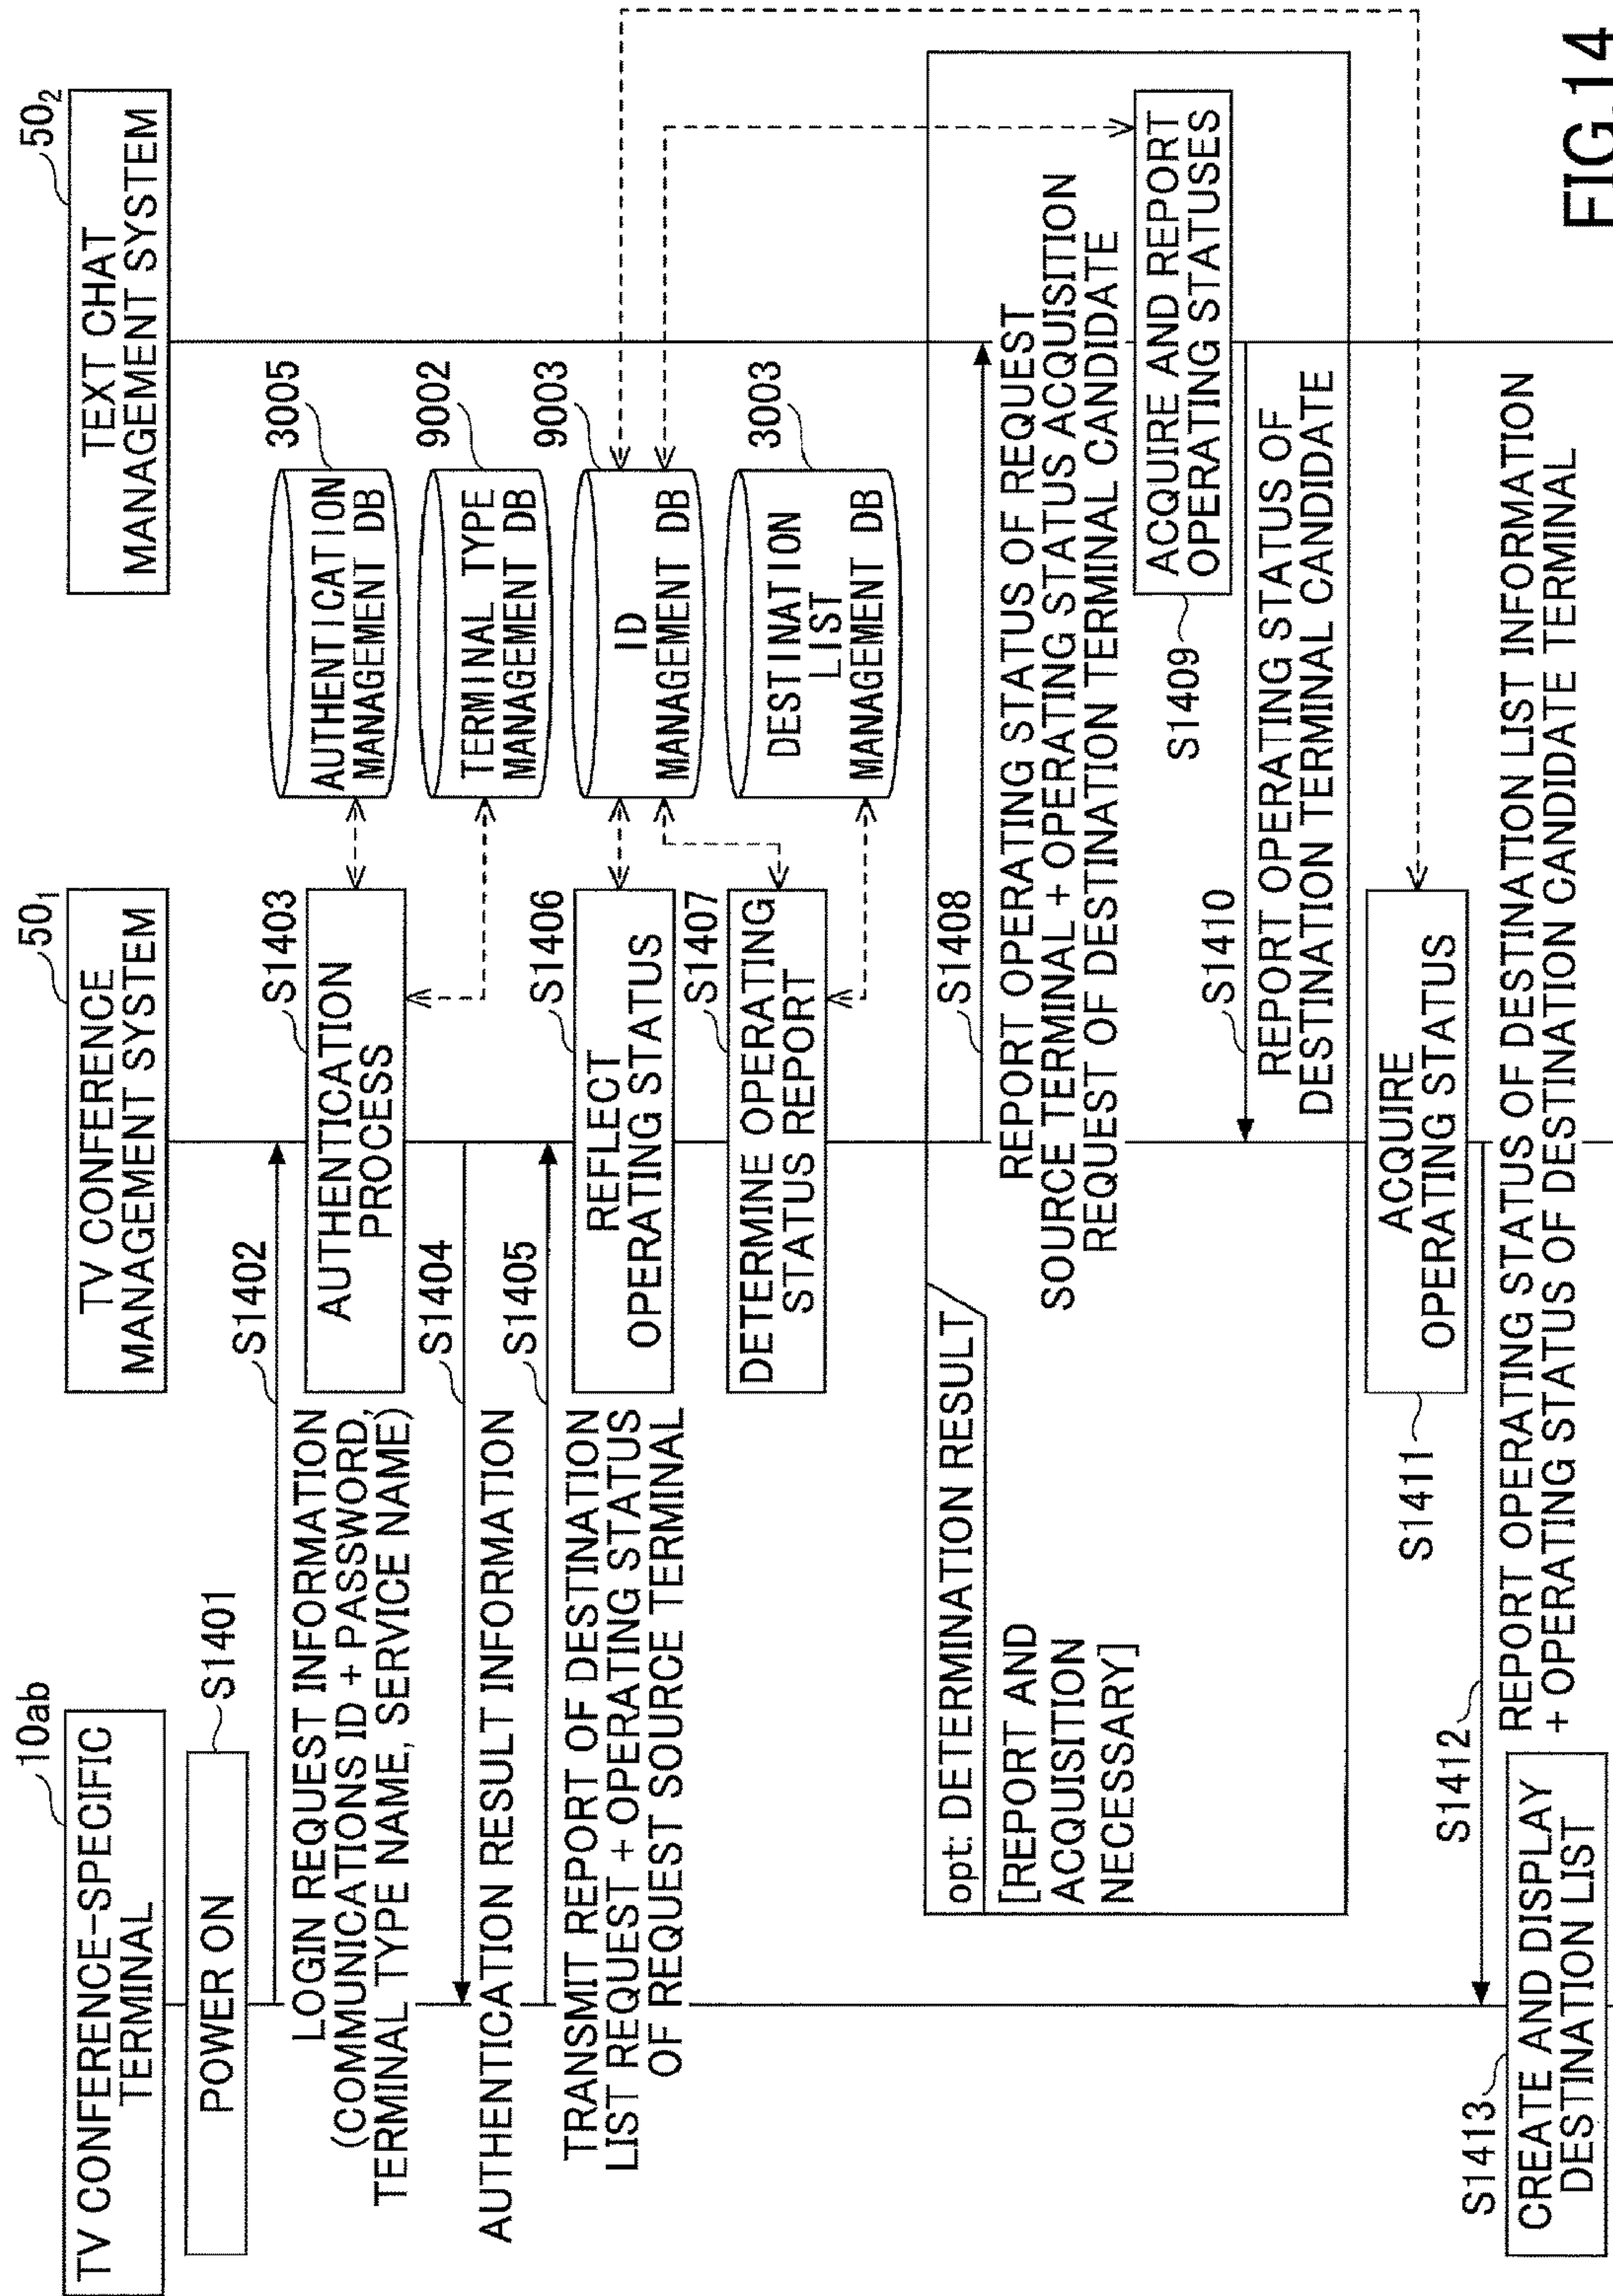 10ab
TV CONFERENCE-SPECIFIC
TERMINAL
50₁
TV CONFERENCE
MANAGEMENT SYSTEM
50₂
TEXT CHAT
MANAGEMENT SYSTEM
POWER ON
S1401
S1402
LOGIN REQUEST INFORMATION
(COMMUNICATIONS ID + PASSWORD,
TERMINAL TYPE NAME, SERVICE NAME)
S1403
AUTHENTICATION
PROCESS
3005
AUTHENTICATION
MANAGEMENT DB
9002
TERMINAL TYPE
MANAGEMENT DB
S1404
AUTHENTICATION RESULT INFORMATION
S1405
TRANSMIT REPORT OF DESTINATION
LIST REQUEST + OPERATING STATUS
OF REQUEST SOURCE TERMINAL
S1406
REFLECT
OPERATING STATUS
9003
ID
MANAGEMENT DB
S1407
DETERMINE OPERATING
STATUS REPORT
3003
DESTINATION
LIST
MANAGEMENT DB
opt: DETERMINATION RESULT
[REPORT AND
ACQUISITION
NECESSARY]
S1408
REPORT OPERATING STATUS OF REQUEST
SOURCE TERMINAL + OPERATING STATUS ACQUISITION
REQUEST OF DESTINATION TERMINAL CANDIDATE
S1409
ACQUIRE AND REPORT
OPERATING STATUSES
S1410
REPORT OPERATING STATUS OF
DESTINATION TERMINAL CANDIDATE
S1411
ACQUIRE
OPERATING STATUS
S1412
REPORT OPERATING STATUS OF DESTINATION LIST INFORMATION
+ OPERATING STATUS OF DESTINATION CANDIDATE TERMINAL
S1413
CREATE AND DISPLAY
DESTINATION LIST
FIG.14